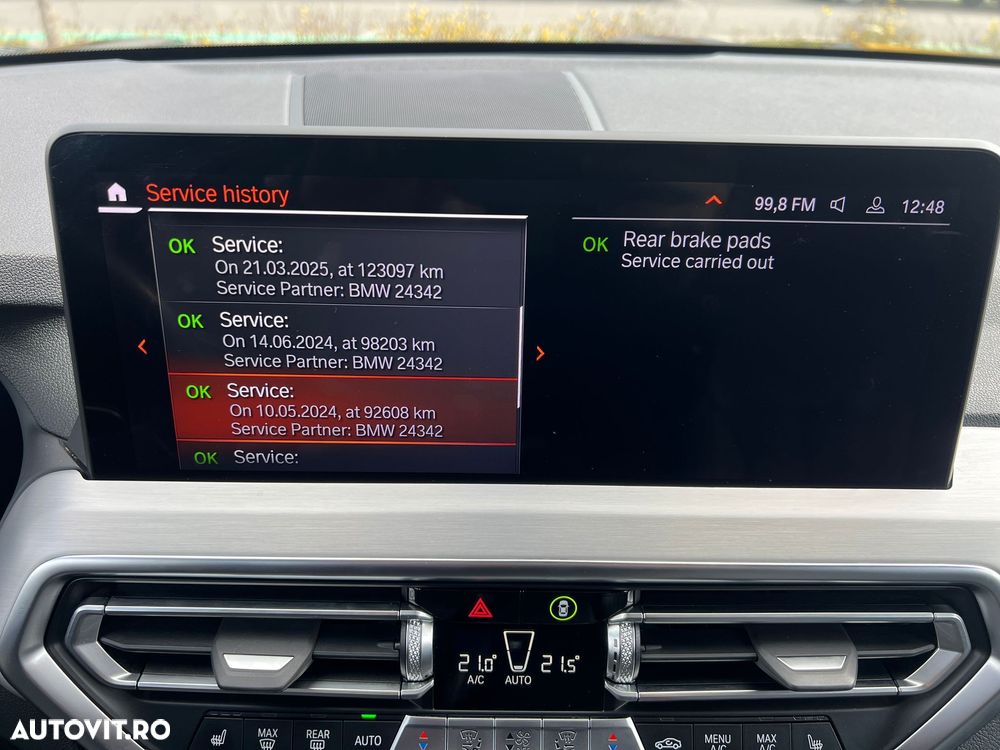 Service history
99,8 FM
12:48
OK Service:
On 21.03.2025, at 123097 km
Service Partner: BMW 24342
OK Service:
On 14.06.2024, at 98203 km
Service Partner: BMW 24342
OK Service:
On 10.05.2024, at 92608 km
Service Partner: BMW 24342
OK Service:
OK Rear brake pads
Service carried out
21.0° 21.5°
A/C AUTO
MAX
REAR
AUTO
MENU
A/C
MAX
A/C
AUTOVIT.RO